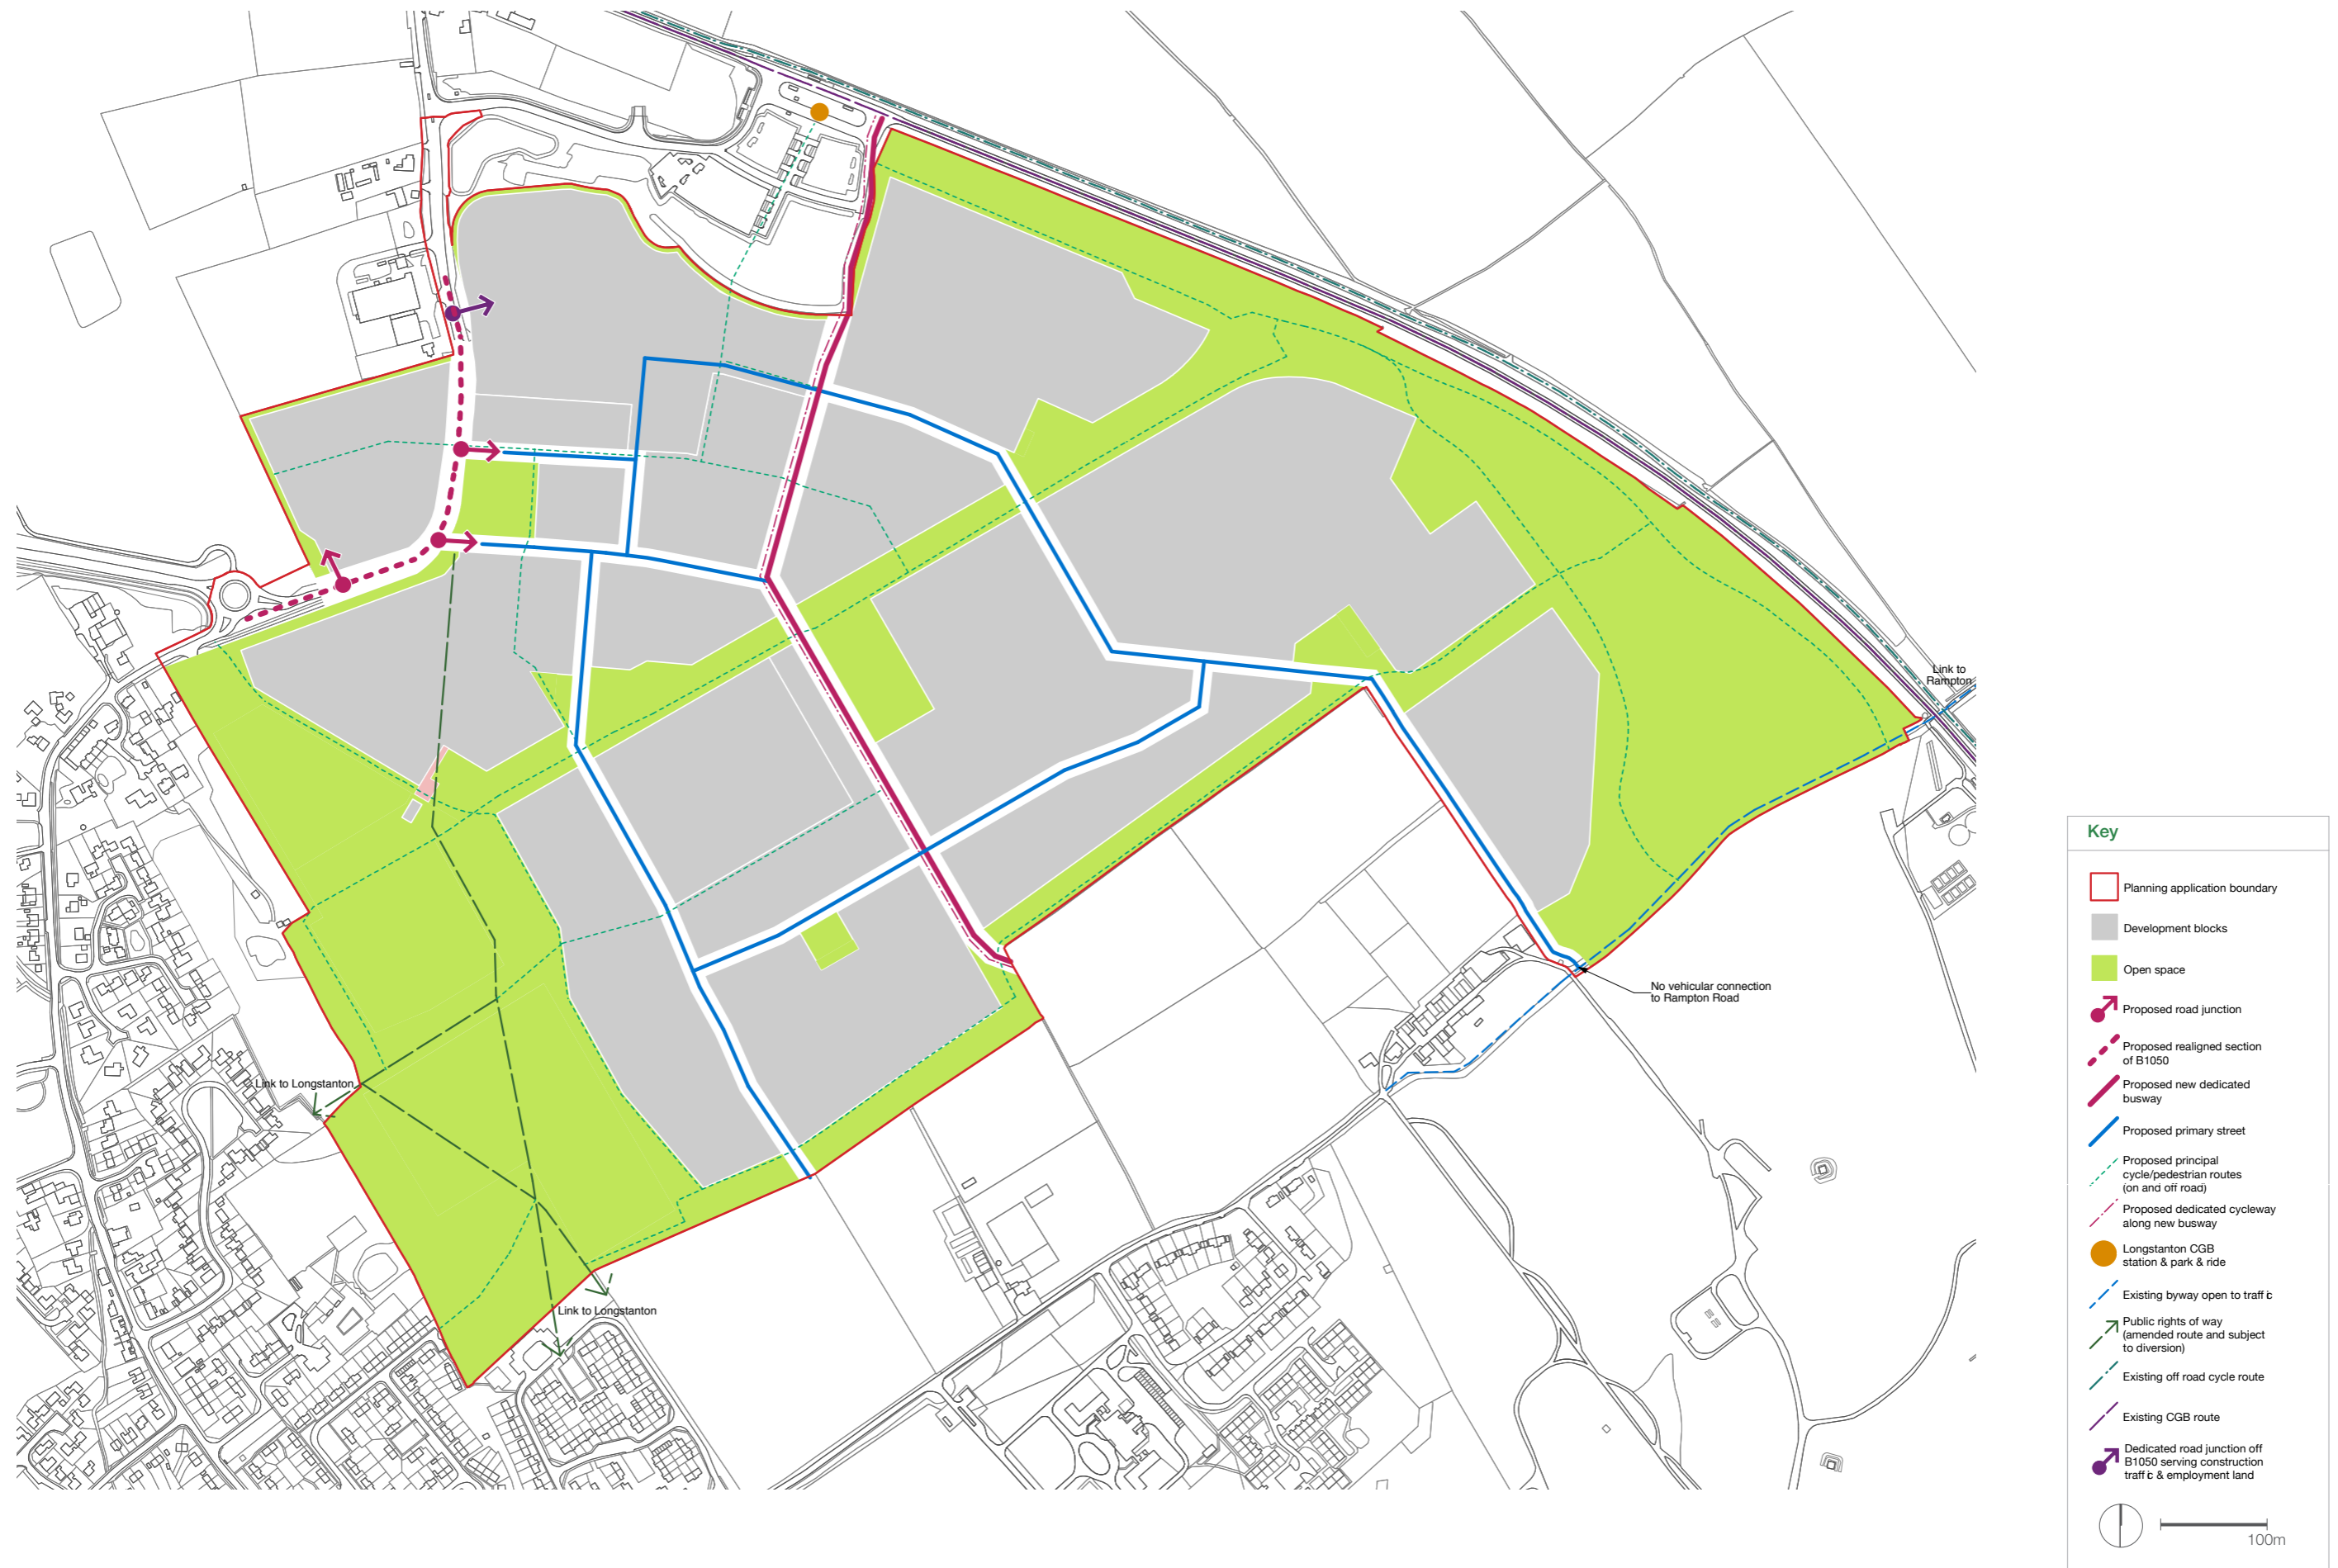 Link to
Rampton
No vehicular connection
to Rampton Road
Link to Longstanton
Link to Longstanton
Key
Planning application boundary
Development blocks
Open space
Proposed road junction
Proposed realigned section
of B1050
Proposed new dedicated
busway
Proposed primary street
Proposed principal
cycle/pedestrian routes
(on and off road)
Proposed dedicated cycleway
along new busway
Longstanton CGB
station & park & ride
Existing byway open to traffic
Public rights of way
(amended route and subject
to diversion)
Existing off road cycle route
Existing CGB route
Dedicated road junction off
B1050 serving construction
traffic & employment land
100m